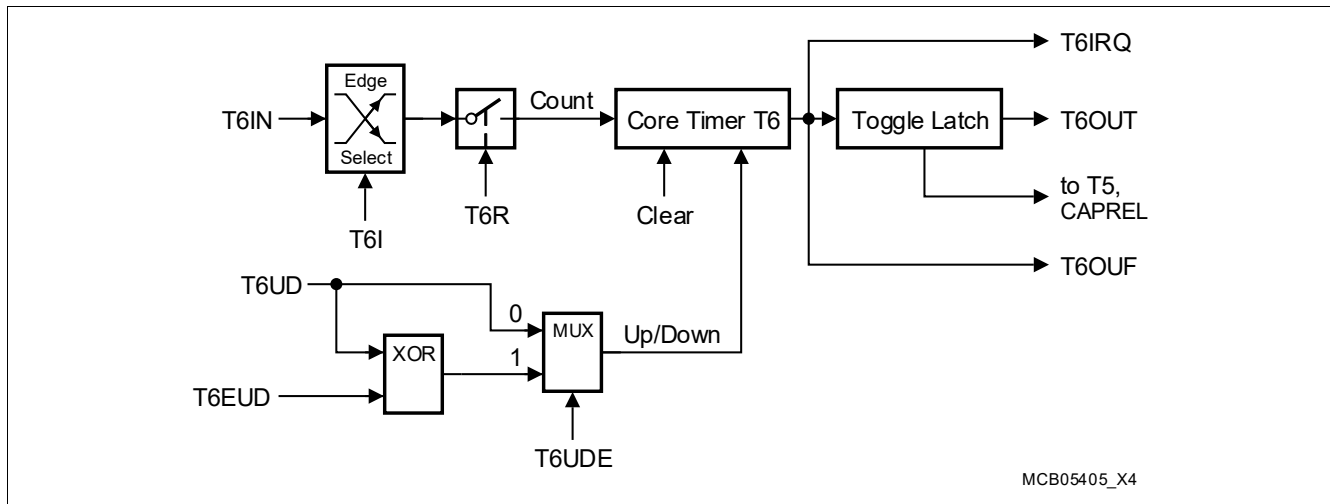 T6IRQ
Edge
Select
T6IN
Count
Core Timer T6
Toggle Latch
T6OUT
T6I
T6R
Clear
to T5,
CAPREL
T6OUF
T6UD
0
1
XOR
MUX
Up/Down
T6EUD
T6UDE
MCB05405_X4